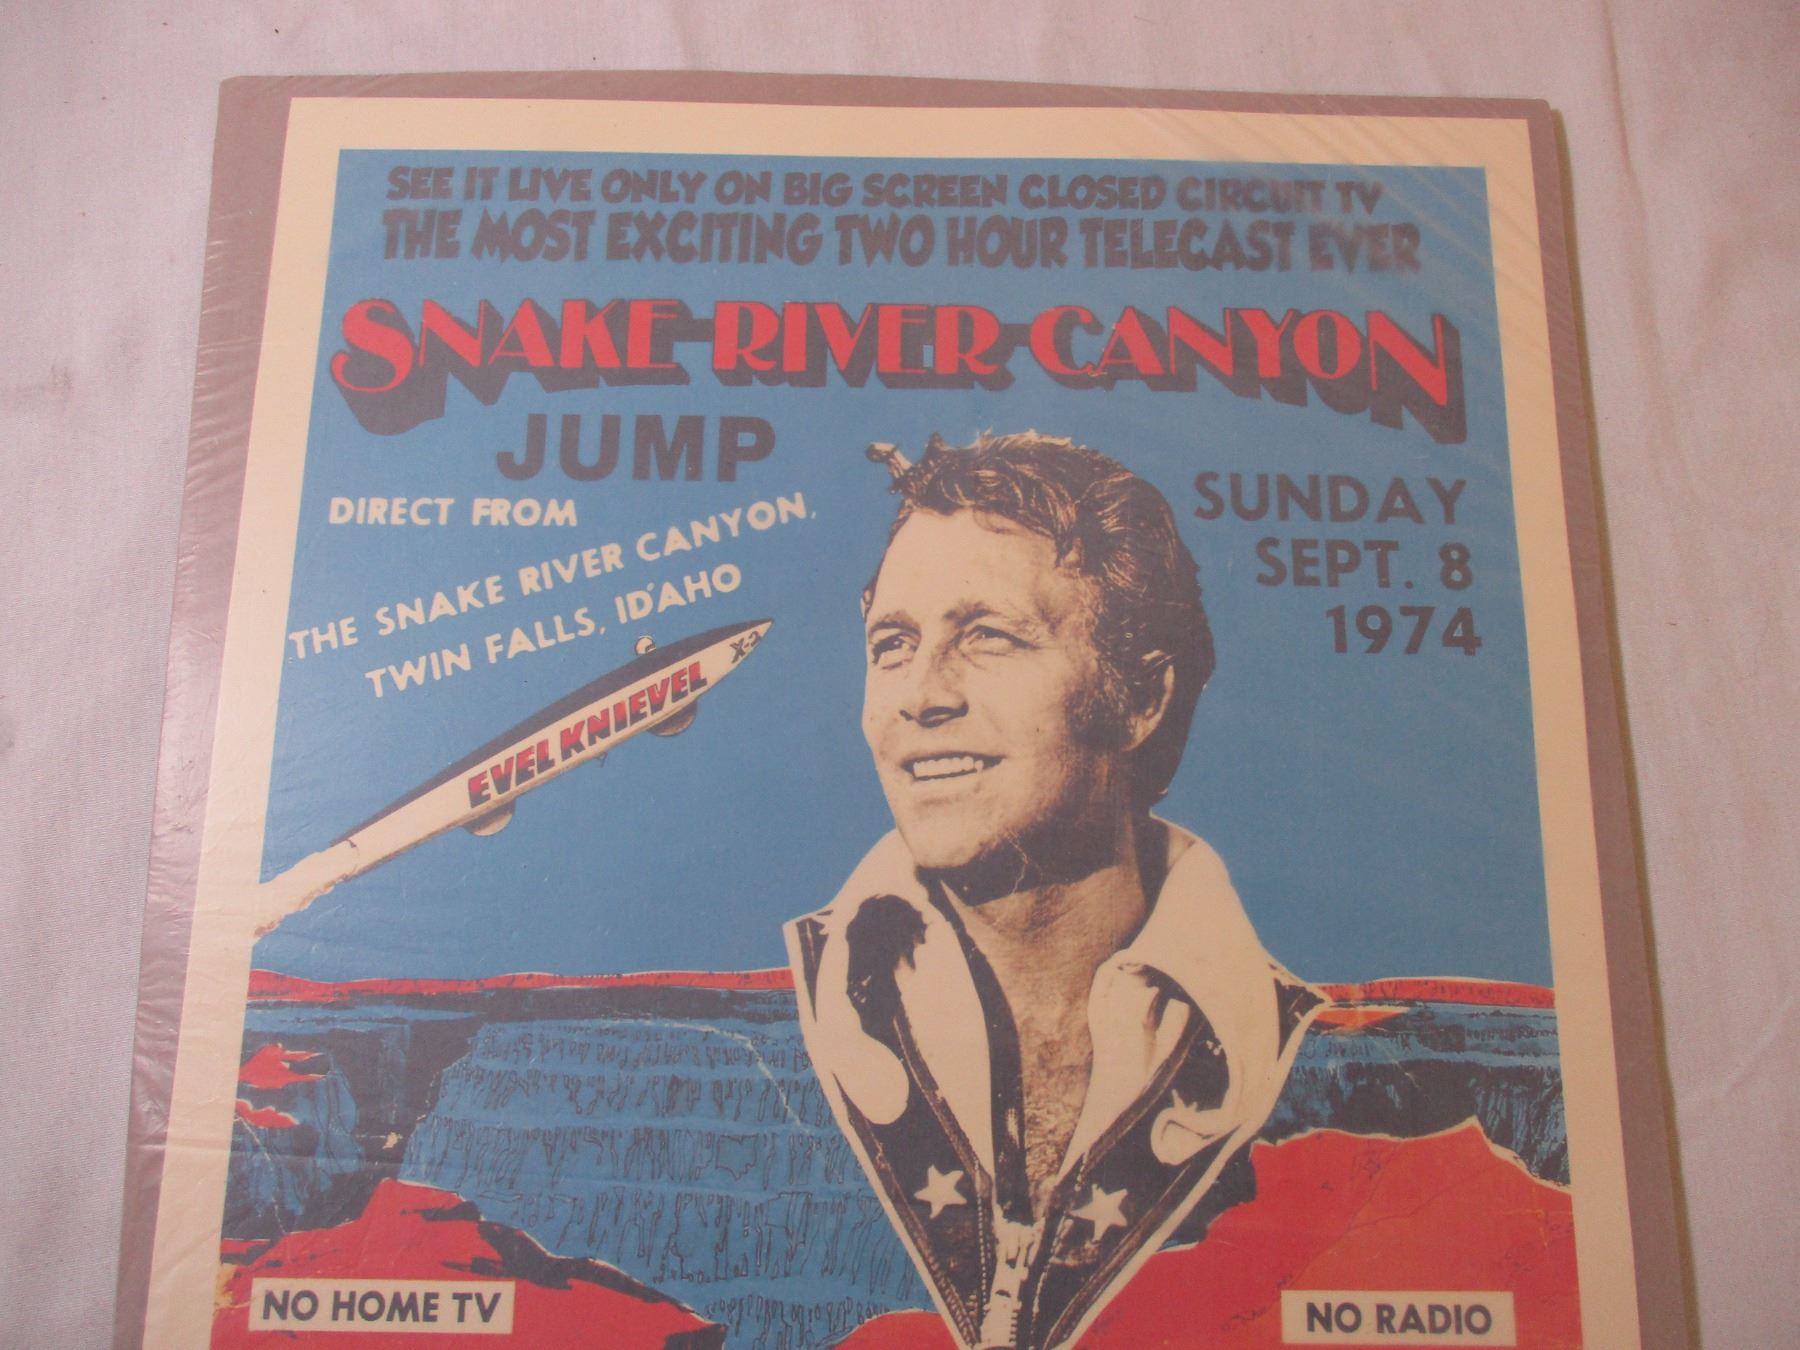 SEE IT LIVE ONLY ON BIG SCREEN CLOSED CIRCUIT TV
THE MOST EXCITING TWO HOUR TELECAST EVER
SNAKE RIVER CANYON
JUMP
DIRECT FROM
THE SNAKE RIVER CANYON,
TWIN FALLS, IDAHO
SUNDAY
SEPT. 8
1974
EVEL KNIEVEL
X-2
NO HOME TV
NO RADIO